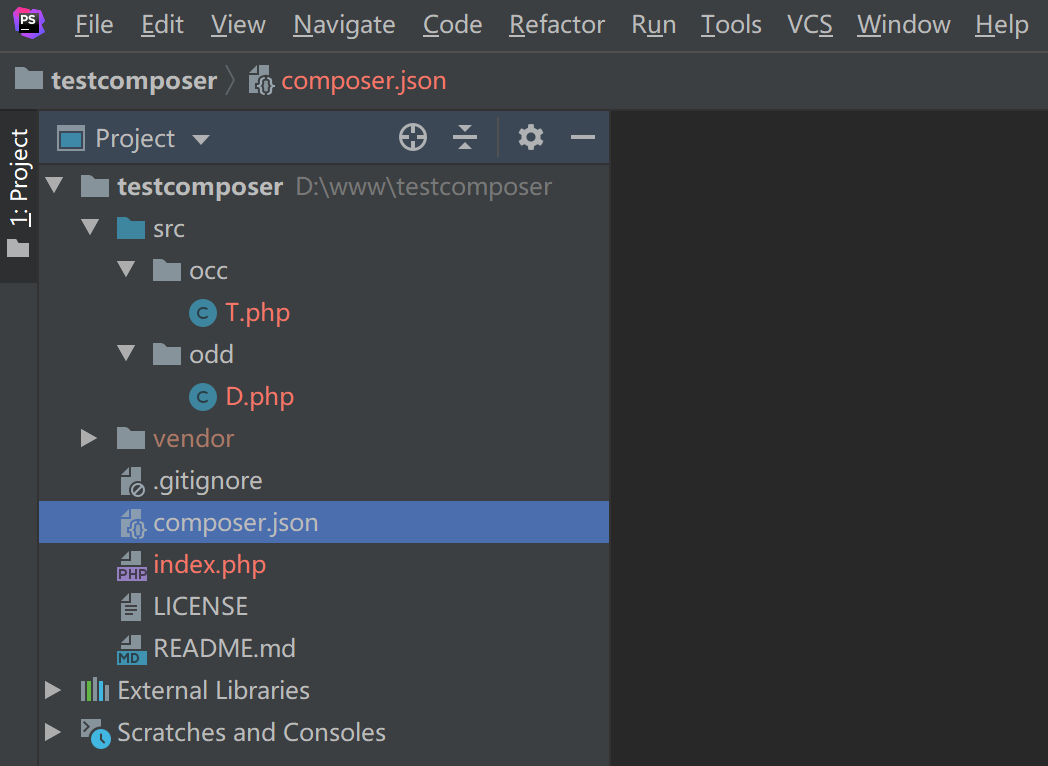 PS File Edit View Navigate Code Refactor Run Tools VCS Window Help
testcomposer composer.json
1: Project
Project
testcomposer D:\www\testcomposer
src
occ
C T.php
odd
C D.php
vendor
.gitignore
composer.json
PHP index.php
LICENSE
MD README.md
External Libraries
Scratches and Consoles